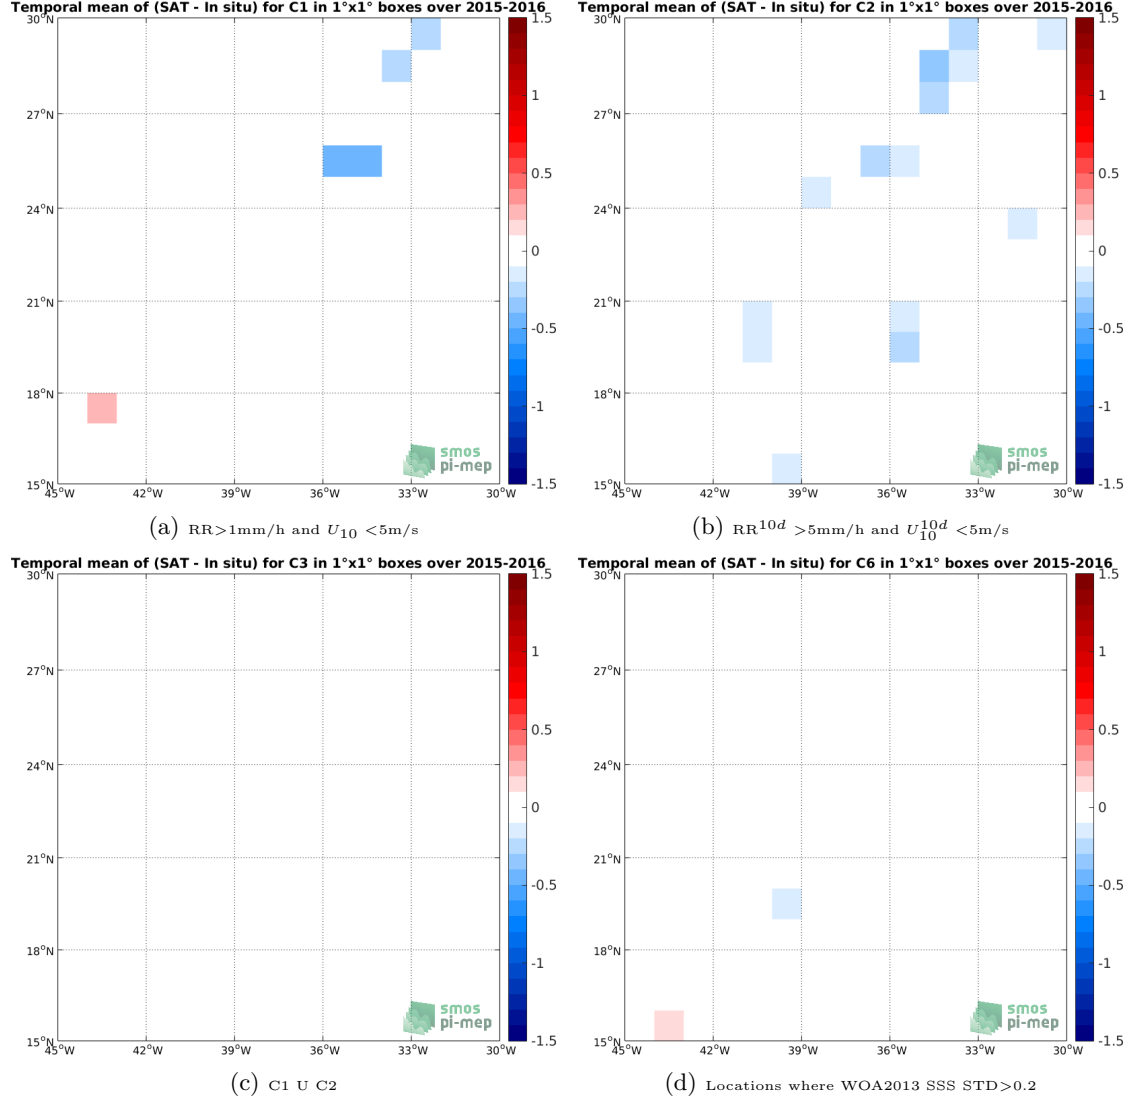 Temporal mean of (SAT - In situ) for C1 in 1°x1° boxes over 2015-2016
30°N
27°N
24°N
21°N
18°N
15°N
45°W 42°W 39°W 36°W 33°W 30°W
1.5
1
0.5
0
-0.5
-1
-1.5
smos
pi-mep
(a) RR>1mm/h and U10 <5m/s
Temporal mean of (SAT - In situ) for C2 in 1°x1° boxes over 2015-2016
30°N
27°N
24°N
21°N
18°N
15°N
45°W 42°W 39°W 36°W 33°W 30°W
1.5
1
0.5
0
-0.5
-1
-1.5
smos
pi-mep
(b) RR10d >5mm/h and U10d10 <5m/s
Temporal mean of (SAT - In situ) for C3 in 1°x1° boxes over 2015-2016
30°N
27°N
24°N
21°N
18°N
15°N
45°W 42°W 39°W 36°W 33°W 30°W
1.5
1
0.5
0
-0.5
-1
-1.5
smos
pi-mep
(c) C1 U C2
Temporal mean of (SAT - In situ) for C6 in 1°x1° boxes over 2015-2016
30°N
27°N
24°N
21°N
18°N
15°N
45°W 42°W 39°W 36°W 33°W 30°W
1.5
1
0.5
0
-0.5
-1
-1.5
smos
pi-mep
(d) Locations where WOA2013 SSS STD>0.2